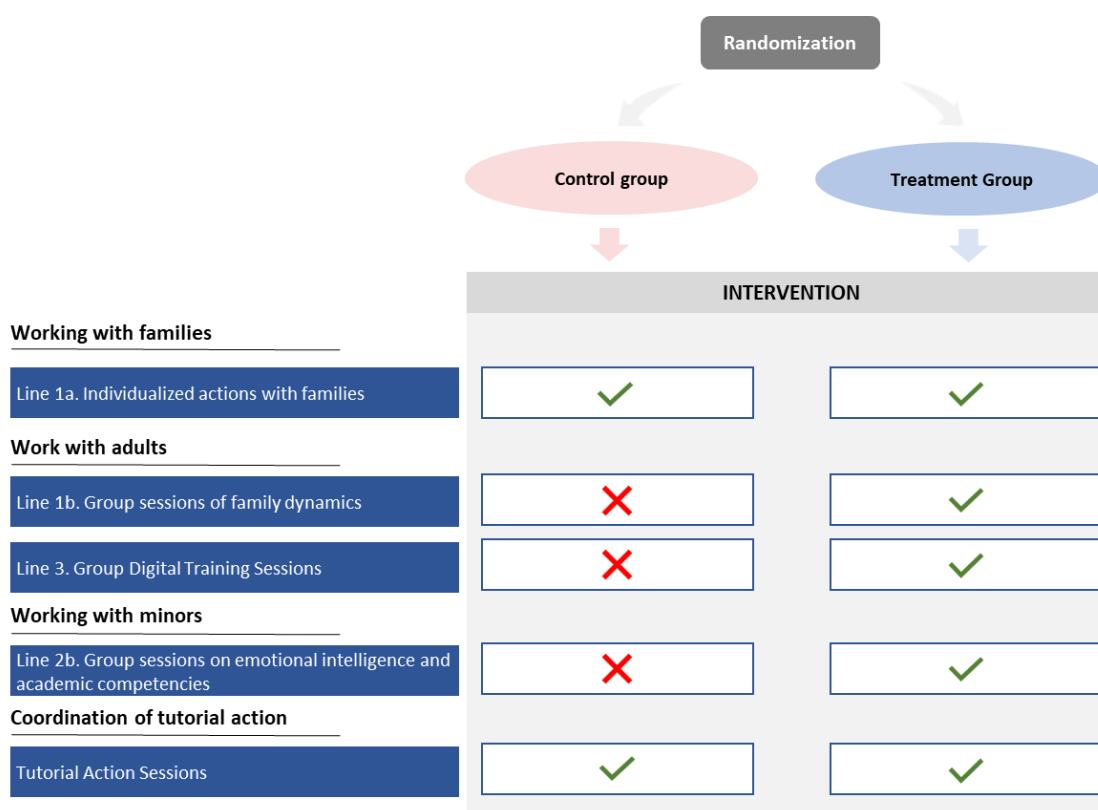 Randomization
Control group
Treatment Group
INTERVENTION
Working with families
Line 1a. Individualized actions with families
Work with adults
Line 1b. Group sessions of family dynamics
Line 3. Group Digital Training Sessions
Working with minors
Line 2b. Group sessions on emotional intelligence and
academic competencies
Coordination of tutorial action
Tutorial Action Sessions